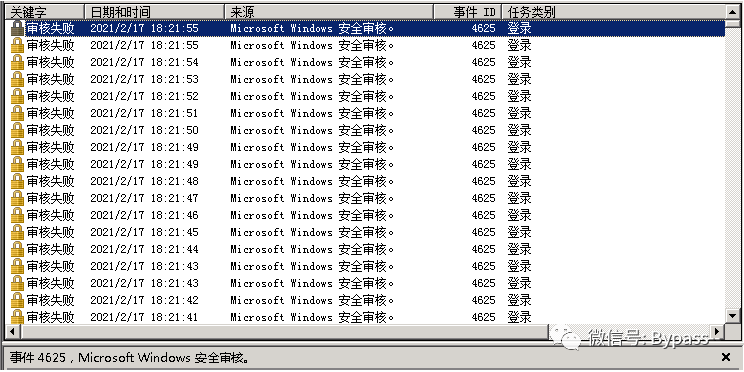 关键字 日期和时间 来源 事件 ID 任务类别
审核失败 2021/2/17 18:21:55 Microsoft Windows 安全审核。 4625 登录
审核失败 2021/2/17 18:21:55 Microsoft Windows 安全审核。 4625 登录
审核失败 2021/2/17 18:21:54 Microsoft Windows 安全审核。 4625 登录
审核失败 2021/2/17 18:21:53 Microsoft Windows 安全审核。 4625 登录
审核失败 2021/2/17 18:21:52 Microsoft Windows 安全审核。 4625 登录
审核失败 2021/2/17 18:21:51 Microsoft Windows 安全审核。 4625 登录
审核失败 2021/2/17 18:21:50 Microsoft Windows 安全审核。 4625 登录
审核失败 2021/2/17 18:21:49 Microsoft Windows 安全审核。 4625 登录
审核失败 2021/2/17 18:21:49 Microsoft Windows 安全审核。 4625 登录
审核失败 2021/2/17 18:21:48 Microsoft Windows 安全审核。 4625 登录
审核失败 2021/2/17 18:21:47 Microsoft Windows 安全审核。 4625 登录
审核失败 2021/2/17 18:21:46 Microsoft Windows 安全审核。 4625 登录
审核失败 2021/2/17 18:21:45 Microsoft Windows 安全审核。 4625 登录
审核失败 2021/2/17 18:21:44 Microsoft Windows 安全审核。 4625 登录
审核失败 2021/2/17 18:21:43 Microsoft Windows 安全审核。 4625 登录
审核失败 2021/2/17 18:21:43 Microsoft Windows 安全审核。 4625 登录
审核失败 2021/2/17 18:21:42 Microsoft Windows 安全审核。 4625 登录
审核失败 2021/2/17 18:21:41 Microsoft Windows 安全审核。 4625 登录
微信号: Bypass
事件 4625，Microsoft Windows 安全审核。